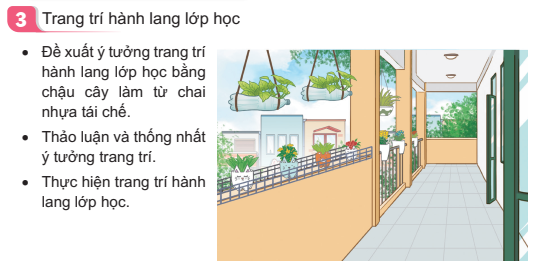 3 Trang trí hành lang lớp học
• Đề xuất ý tưởng trang trí
hành lang lớp học bằng
chậu cây làm từ chai
nhựa tái chế.
• Thảo luận và thống nhất
ý tưởng trang trí.
• Thực hiện trang trí hành
lang lớp học.